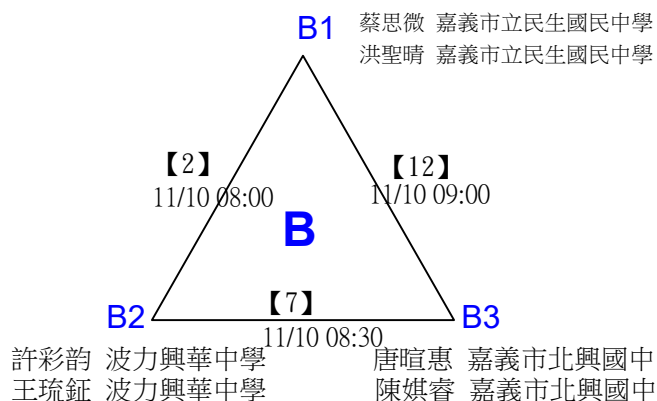 B1
蔡思微 嘉義市立民生國民中學
洪聖晴 嘉義市立民生國民中學
【2】
11/10 08:00
【12】
11/10 09:00
B
B2
【7】
11/10 08:30
B3
許彩韵 波力興華中學
王琉鉦 波力興華中學
唐暄惠 嘉義市北興國中
陳娸睿 嘉義市北興國中